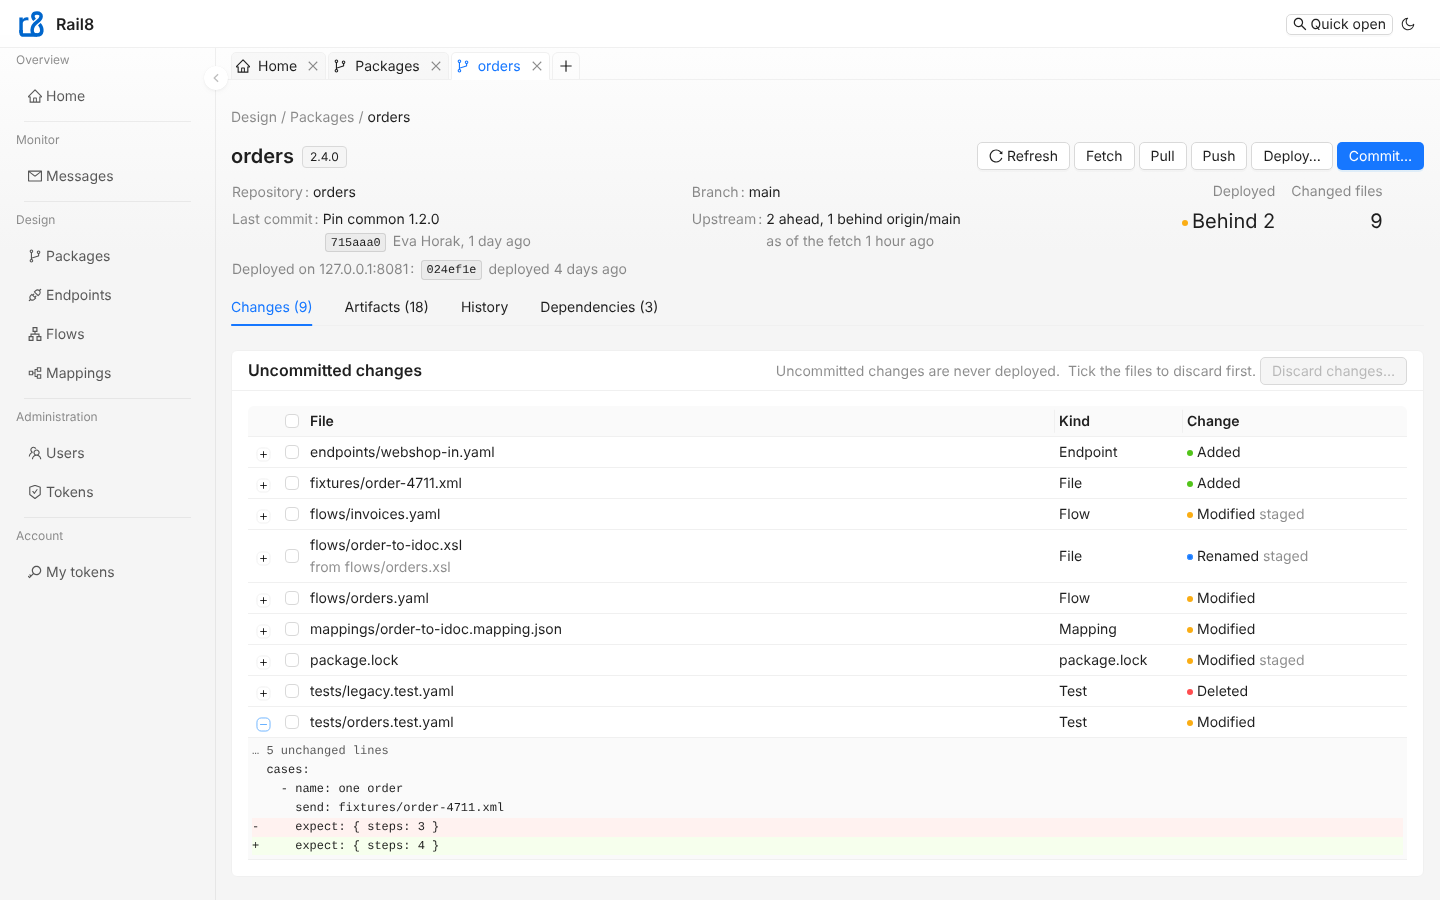 r8 Rail8
Quick open
Overview
Home
Monitor
Messages
Design
Packages
Endpoints
Flows
Mappings
Administration
Users
Tokens
Account
My tokens
Home
Packages
orders
Design / Packages / orders
orders 2.4.0
Refresh
Fetch
Pull
Push
Deploy...
Commit...
Repository: orders
Branch: main
Last commit: Pin common 1.2.0
715aaa0 Eva Horak, 1 day ago
Upstream: 2 ahead, 1 behind origin/main
as of the fetch 1 hour ago
Deployed on 127.0.0.1:8081: 024ef1e deployed 4 days ago
Deployed
Behind 2
Changed files
9
Changes (9)
Artifacts (18)
History
Dependencies (3)
Uncommitted changes
Uncommitted changes are never deployed. Tick the files to discard first.
Discard changes...
File Kind Change
+ endpoints/webshop-in.yaml Endpoint Added
+ fixtures/order-4711.xml File Added
+ flows/invoices.yaml Flow Modified staged
+ flows/order-to-idoc.xsl File Renamed staged
from flows/orders.xsl
+ flows/orders.yaml Flow Modified
+ mappings/order-to-idoc.mapping.json Mapping Modified
+ package.lock package.lock Modified staged
+ tests/legacy.test.yaml Test Deleted
tests/orders.test.yaml Test Modified
… 5 unchanged lines
cases:
- name: one order
send: fixtures/order-4711.xml
- expect: { steps: 3 }
+ expect: { steps: 4 }